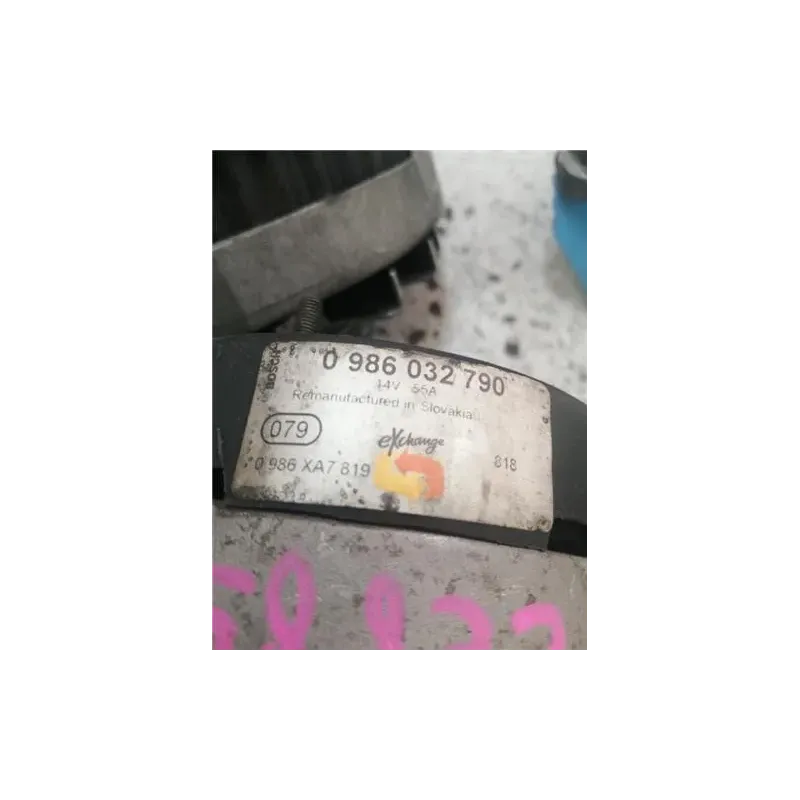 BOSCH
0 986 032 790
14V 55A
Remanufactured in Slovakia
079
eXchange
0 986 XA7 819
818